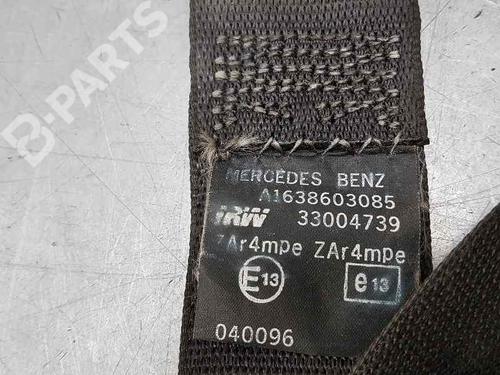 B-PARTS
MERCEDES BENZ
A1638603085
TRW 33004739
ZAr4mpe ZAr4mpe
E13 e13
040096